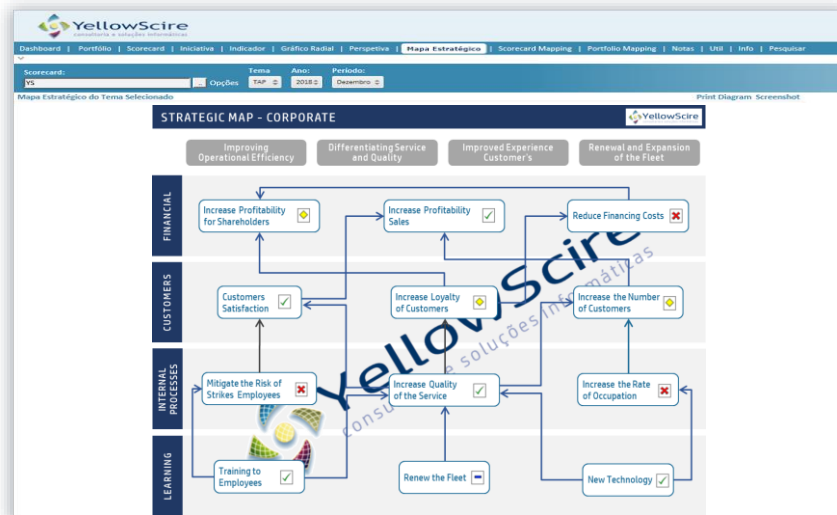 YellowScire
consultoria e soluções informáticas
Dashboard | Portfólio | Scorecard | Iniciativa | Indicador | Gráfico Radial | Perspetiva | Mapa Estratégico | Scorecard Mapping | Portfolio Mapping | Notas | Util | Info | Pesquisar
Scorecard: Tema Ano: Período:
YS ... Opções TAP 2018 Dezembro
Mapa Estratégico do Tema Selecionado Print Diagram Screenshot
STRATEGIC MAP - CORPORATE YellowScire
Improving
Operational Efficiency
Differentiating Service
and Quality
Improved Experience
Customer's
Renewal and Expansion
of the Fleet
FINANCIAL
Increase Profitability
for Shareholders
Increase Profitability
Sales
Reduce Financing Costs
CUSTOMERS
Customers
Satisfaction
Increase Loyalty
of Customers
Increase the Number
of Customers
INTERNAL
PROCESSES
Mitigate the Risk of
Strikes Employees
Increase Quality
of the Service
Increase the Rate
of Occupation
LEARNING
Training to
Employees
Renew the Fleet
New Technology
YellowScire
consultoria e soluções informáticas